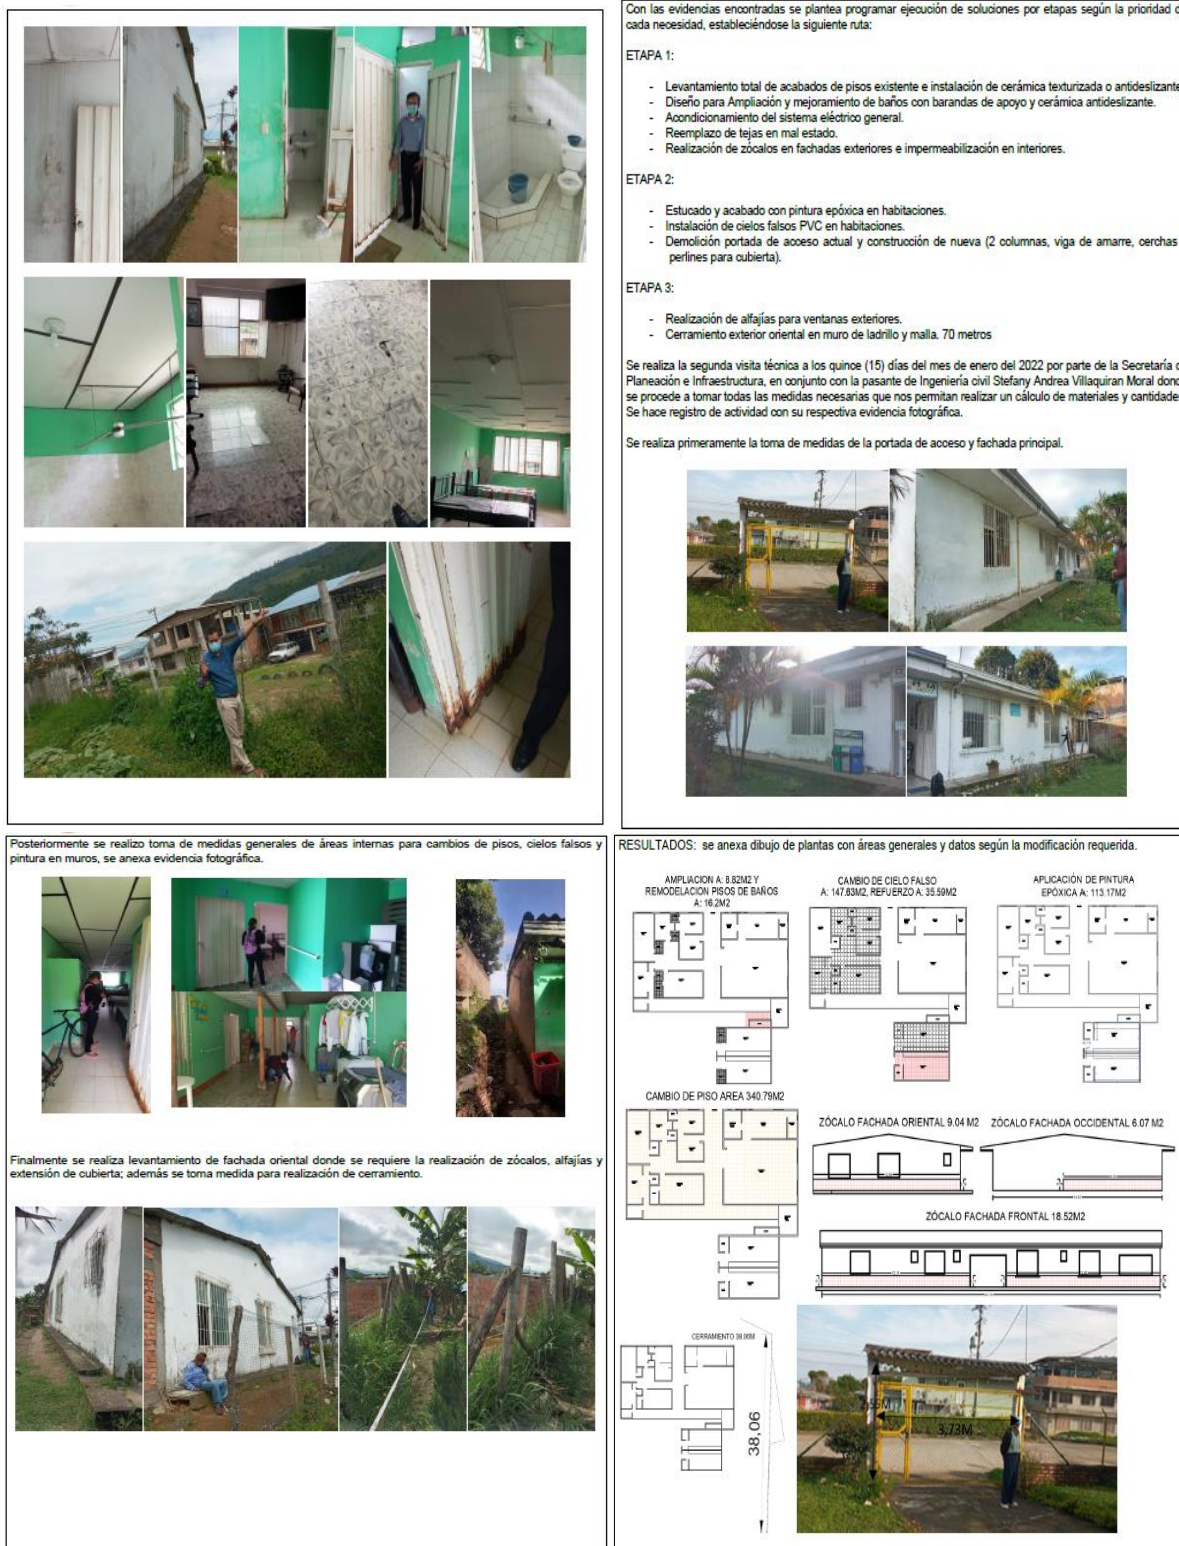 Con las evidencias encontradas se plantea programar ejecución de soluciones por etapas según la prioridad
cada necesidad, estableciéndose la siguiente ruta:
ETAPA 1:
- Levantamiento total de acabados de pisos existente e instalación de cerámica texturizada o antideslizante
- Diseño para Ampliación y mejoramiento de baños con barandas de apoyo y cerámica antideslizante.
- Acondicionamiento del sistema eléctrico general.
- Reemplazo de tejas en mal estado.
- Realización de zócalos en fachadas exteriores e impermeabilización en interiores.
ETAPA 2:
- Estucado y acabado con pintura epóxica en habitaciones.
- Instalación de cielos falsos PVC en habitaciones.
- Demolición portada de acceso actual y construcción de nueva (2 columnas, viga de amarre, cerchas
perlines para cubierta).
ETAPA 3:
- Realización de alfajías para ventanas exteriores.
- Cerramiento exterior oriental en muro de ladrillo y malla. 70 metros
Se realiza la segunda visita técnica a los quince (15) días del mes de enero del 2022 por parte de la Secretaría
Planeación e Infraestructura, en conjunto con la pasante de Ingeniería civil Stefany Andrea Villaquiran Moral
se procede a tomar todas las medidas necesarias que nos permitan realizar un cálculo de materiales y
Se hace registro de actividad con su respectiva evidencia fotográfica.
Se realiza primeramente la toma de medidas de la portada de acceso y fachada principal.
Posteriormente se realizo toma de medidas generales de áreas internas para cambios de pisos, cielos falsos y
pintura en muros, se anexa evidencia fotográfica.
Finalmente se realiza levantamiento de fachada oriental donde se requiere la realización de zócalos, alfajías y
extensión de cubierta; además se toma medida para realización de cerramiento.
RESULTADOS: se anexa dibujo de plantas con áreas generales y datos según la modificación requerida.
AMPLIACION A: 8.82M2 Y
REMODELACION PISOS DE BAÑOS
A: 16.2M2
CAMBIO DE CIELO FALSO
A: 147.63M2, REFUERZO A: 35.59M2
APLICACIÓN DE PINTURA
EPÓXICA A: 113.17M2
CAMBIO DE PISO AREA 340.79M2
ZÓCALO FACHADA ORIENTAL 9.04 M2
ZÓCALO FACHADA OCCIDENTAL 6.07 M2
ZÓCALO FACHADA FRONTAL 18.52M2
CERRAMIENTO 38.06M
38,06
3,73M